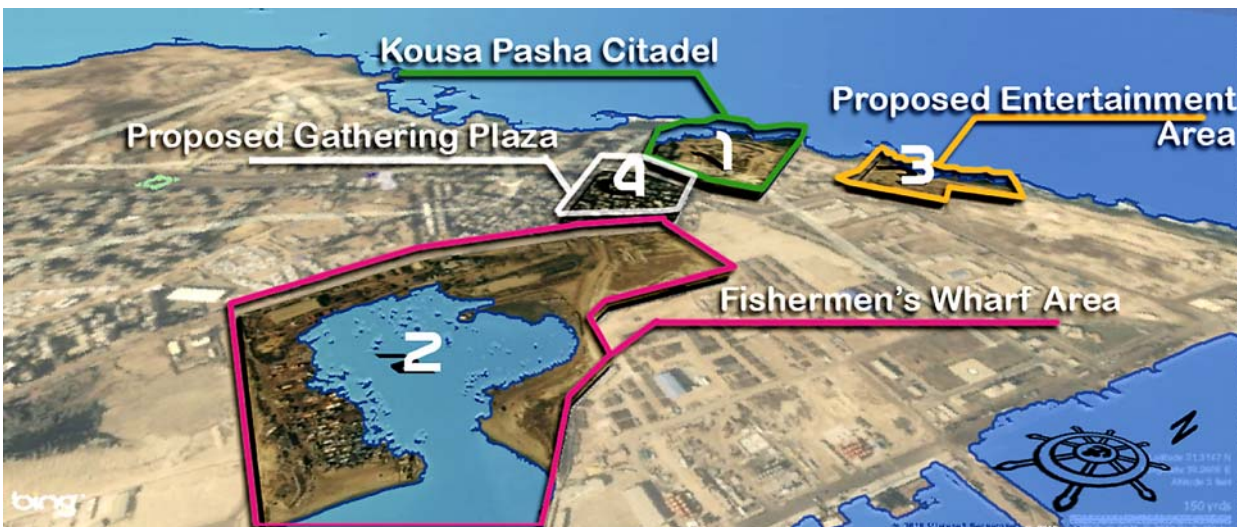 Kousa Pasha Citadel
Proposed Entertainment
Area
Proposed Gathering Plaza
1
3
4
Fishermen's Wharf Area
2
N
bing
150 yrds